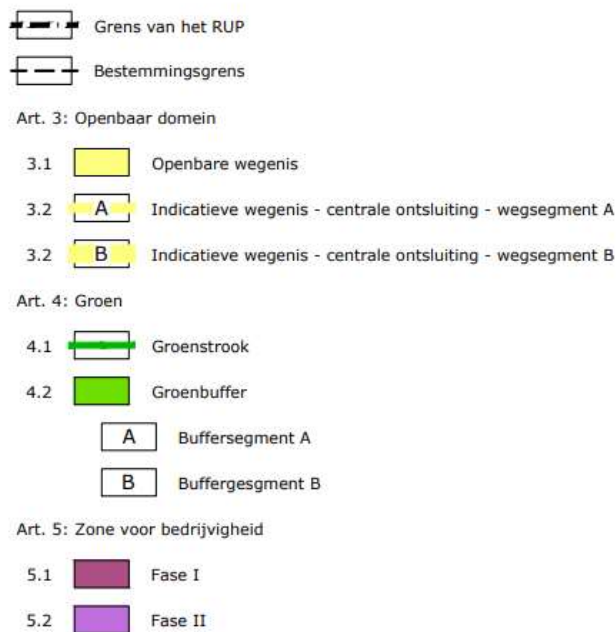 Grens van het RUP
Bestemmingsgrens
Art. 3: Openbaar domein
3.1 Openbare wegenis
3.2 A Indicatieve wegenis - centrale ontsluiting - wegsegment A
3.2 B Indicatieve wegenis - centrale ontsluiting - wegsegment B
Art. 4: Groen
4.1 Groenstrook
4.2 Groenbuffer
A Buffersegment A
B Buffergesgment B
Art. 5: Zone voor bedrijvigheid
5.1 Fase I
5.2 Fase II